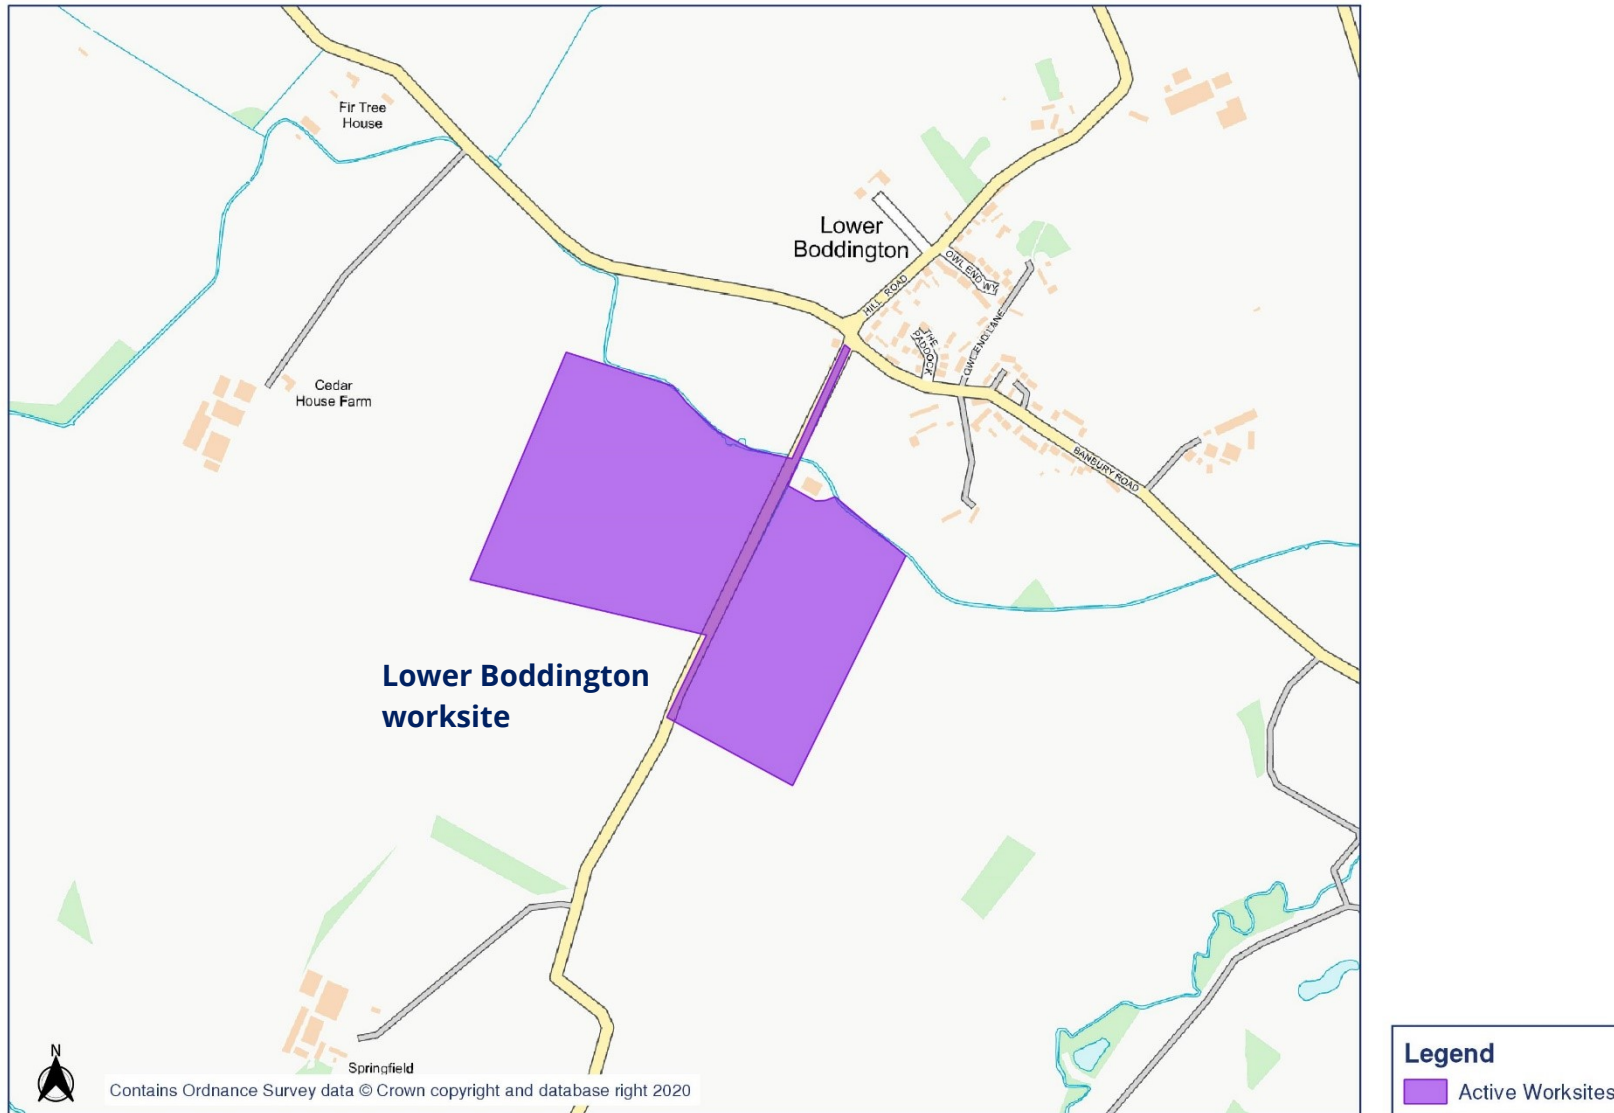 Fir Tree
House
Lower
Boddington
OWL END WY
HILL ROAD
THE
PADDOCK
OWL END LANE
Cedar
House Farm
BANBURY ROAD
Lower Boddington
worksite
N
Springfield
Contains Ordnance Survey data © Crown copyright and database right 2020
Legend
Active Worksites